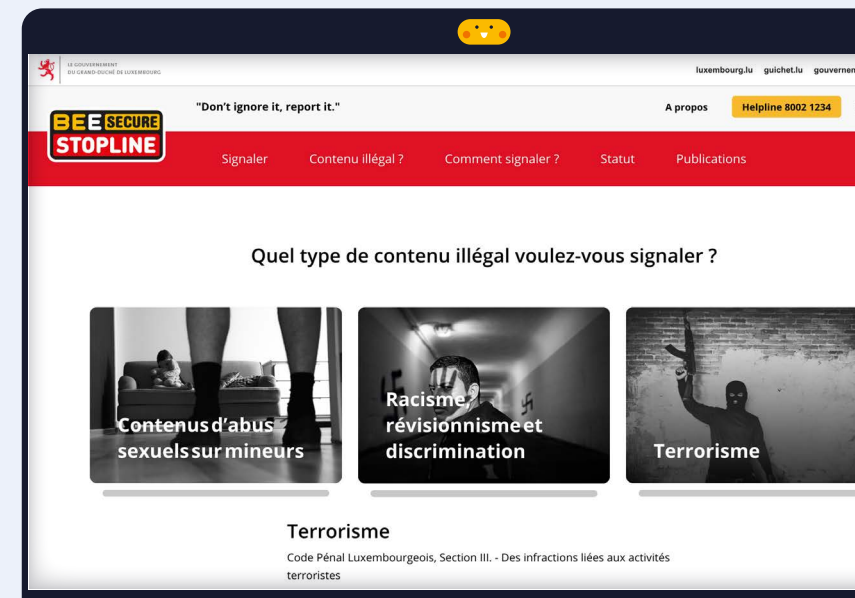 LE GOUVERNEMENT
DU GRAND-DUCHÉ DE LUXEMBOURG
luxembourg.lu guichet.lu gouvernem
"Don't ignore it, report it."
A propos
Helpline 8002 1234
BEE SECURE
STOPLINE
Signaler
Contenu illégal ?
Comment signaler ?
Statut
Publications
Quel type de contenu illégal voulez-vous signaler ?
Contenus d'abus
sexuels sur mineurs
Racisme,
révisionnisme et
discrimination
Terrorisme
Terrorisme
Code Pénal Luxembourgeois, Section III. - Des infractions liées aux activités
terroristes